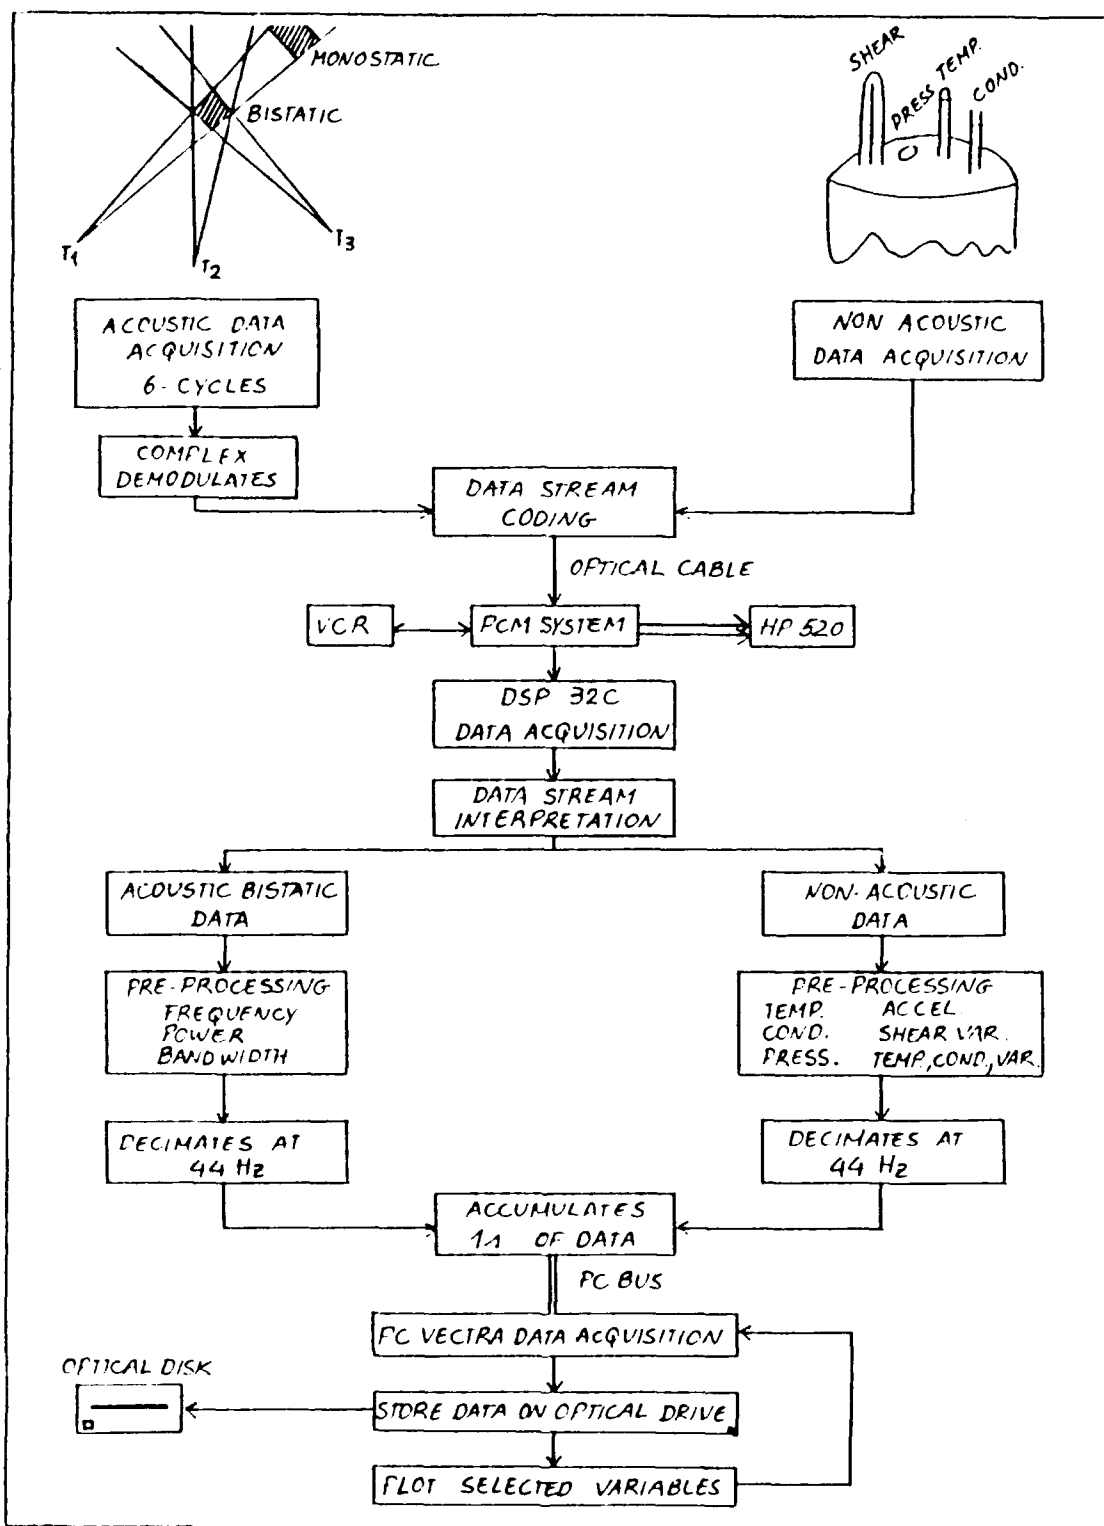 MONOSTATIC
BISTATIC
T1
T2
T3
SHEAR
PRESS
TEMP.
COND.
ACOUSTIC DATA
ACQUISITION
6-CYCLES
NON ACOUSTIC
DATA ACQUISITION
COMPLEX
DEMODULATES
DATA STREAM
CODING
OPTICAL CABLE
VCR
PCM SYSTEM
HP 520
DSP 32C
DATA ACQUISITION
DATA STREAM
INTERPRETATION
ACOUSTIC BISTATIC
DATA
NON-ACOUSTIC
DATA
PRE-PROCESSING
FREQUENCY
POWER
BANDWIDTH
PRE-PROCESSING
TEMP. ACCEL.
COND. SHEAR VAR.
PRESS. TEMP., COND., VAR.
DECIMATES AT
44 Hz
DECIMATES AT
44 Hz
ACCUMULATES
1s OF DATA
PC BUS
PC VECTRA DATA ACQUISITION
OPTICAL DISK
STORE DATA ON OPTICAL DRIVE
PLOT SELECTED VARIABLES